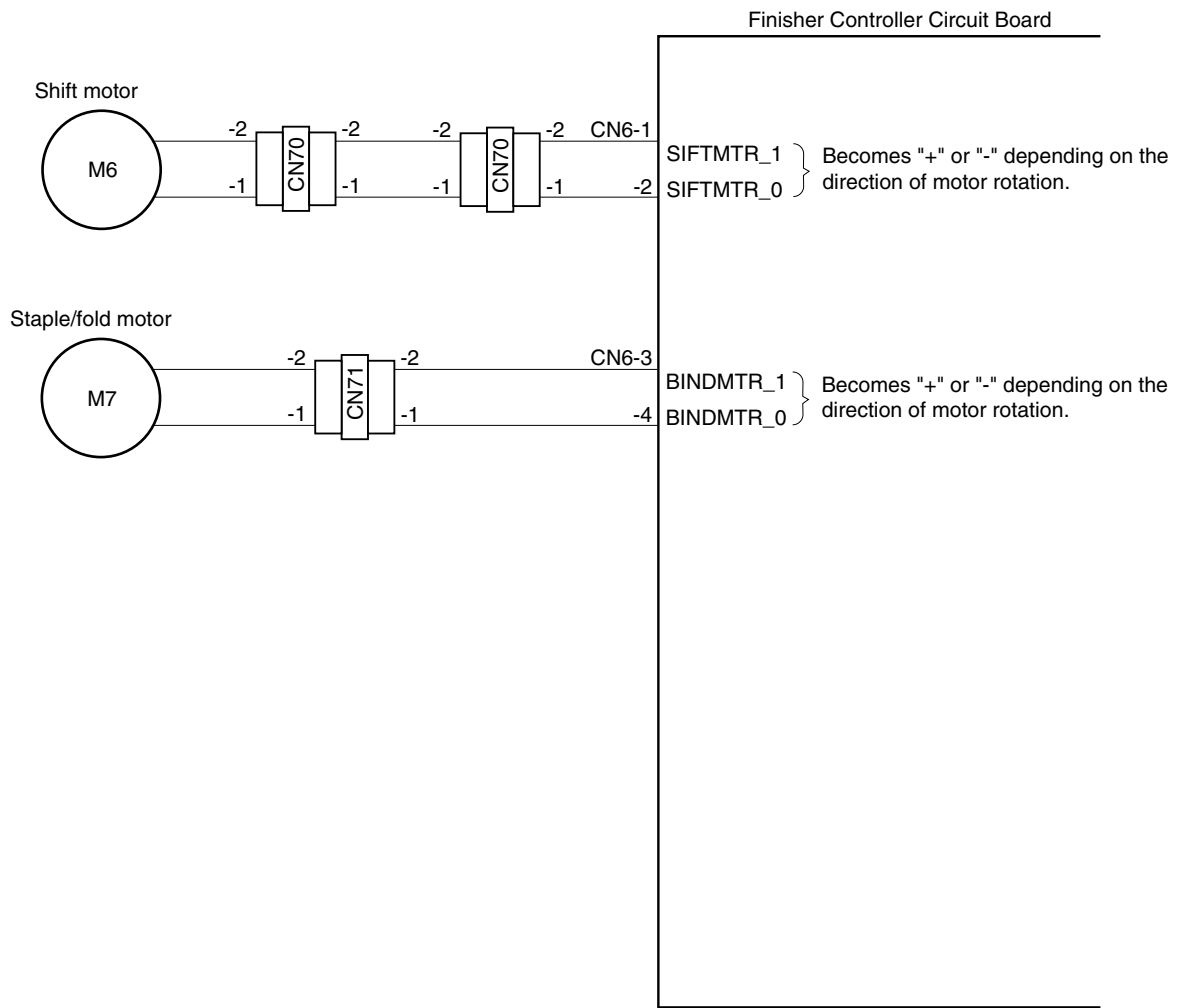 Finisher Controller Circuit Board
Shift motor
M6
-2
-1
CN70
-2
-1
-2
-1
CN70
-2
-1
CN6-1
-2
SIFTMTR_1
SIFTMTR_0
Becomes "+" or "-" depending on the
direction of motor rotation.
Staple/fold motor
M7
-2
-1
CN71
-2
-1
CN6-3
-4
BINDMTR_1
BINDMTR_0
Becomes "+" or "-" depending on the
direction of motor rotation.